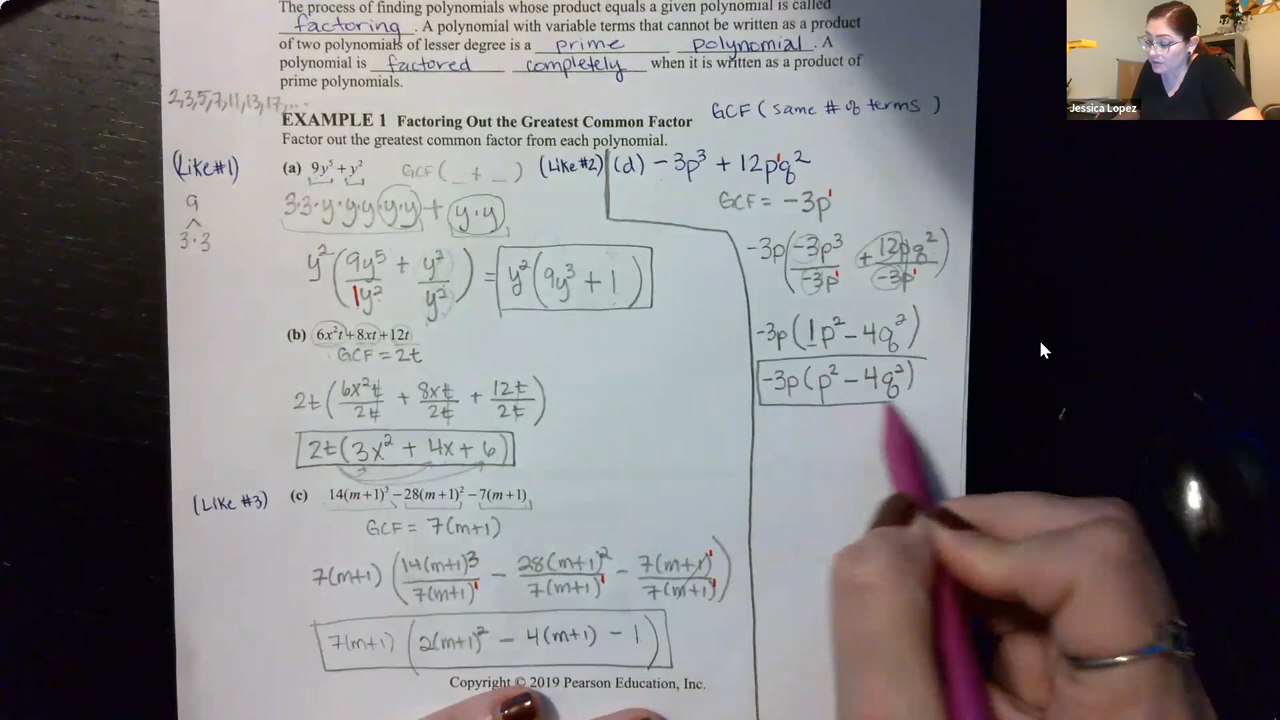 The process of finding polynomials whose product equals a given polynomial is called
factoring. A polynomial with variable terms that cannot be written as a product
of two polynomials of lesser degree is a prime polynomial. A
polynomial is factored completely when it is written as a product of
prime polynomials.
2,3,5,7,11,13,17,...
EXAMPLE 1 Factoring Out the Greatest Common Factor
GCF (same # of terms)
Factor out the greatest common factor from each polynomial.
(Like #1)
(a) 9y⁵ + y²
GCF( _ + _ )
9
3·3
3·3·y·y·y(y·y) + (y·y)
y²(9y⁵/1y² + y²/y²) = y²(9y³ + 1)
(b) 6x²t + 8xt + 12t
GCF = 2t
2t(6x²t/2t + 8xt/2t + 12t/2t)
2t(3x² + 4x + 6)
(Like #3)
(c) 14(m+1)³ – 28(m+1)² – 7(m+1)
GCF = 7(m+1)
7(m+1) (14(m+1)3/7(m+1)¹ – 28(m+1)²/7(m+1)¹ – 7(m+1)¹/7(m+1)¹)
7(m+1) (2(m+1)² – 4(m+1) – 1)
(Like #2) (d) -3p³ + 12p¹q²
GCF = -3p¹
-3p(-3p³/-3p¹ + 12pq²/-3p¹)
-3p(1p² – 4q²)
-3p(p² – 4q²)
Copyright © 2019 Pearson Education, Inc.
Jessica Lopez